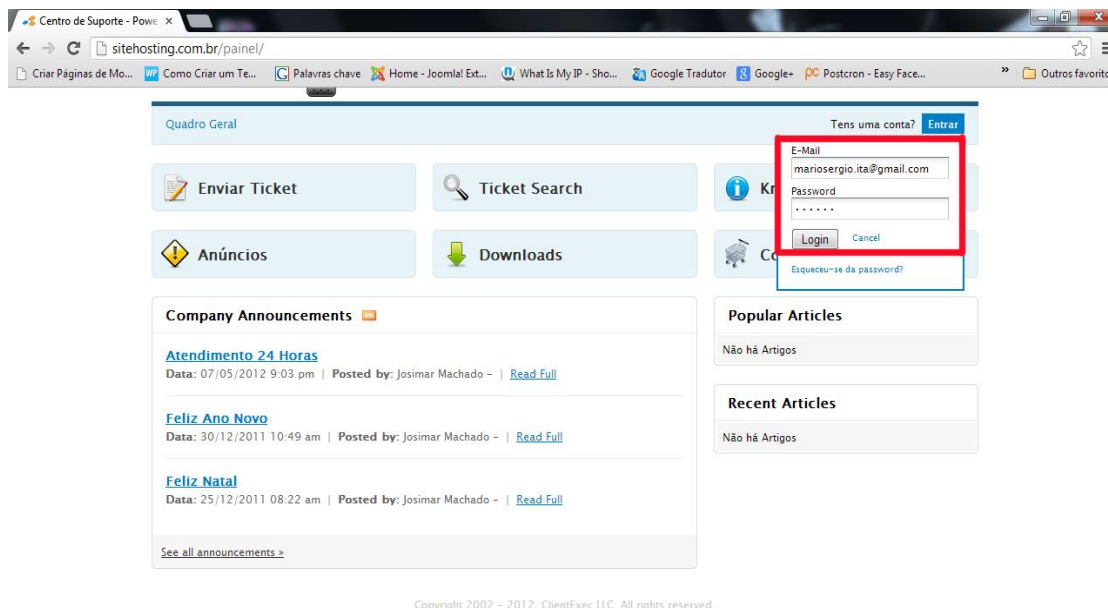 Centro de Suporte - Powe
sitehosting.com.br/painel/
Criar Páginas de Mo... Como Criar um Te... Palavras chave Home - Joomla! Ext... What Is My IP - Sho... Google Tradutor Google+ Postcron - Easy Face... » Outros favorito
Quadro Geral
Tens uma conta? Entrar
E-Mail
mariosergio.ita@gmail.com
Password
......
Login Cancel
Esqueceu-se da password?
Enviar Ticket
Ticket Search
Kr
Anúncios
Downloads
Co
Company Announcements
Atendimento 24 Horas
Data: 07/05/2012 9:03 pm | Posted by: Josimar Machado - | Read Full
Feliz Ano Novo
Data: 30/12/2011 10:49 am | Posted by: Josimar Machado - | Read Full
Feliz Natal
Data: 25/12/2011 08:22 am | Posted by: Josimar Machado - | Read Full
See all announcements »
Popular Articles
Não há Artigos
Recent Articles
Não há Artigos
Copyright 2002 - 2012 ClientExec LLC. All rights reserved.